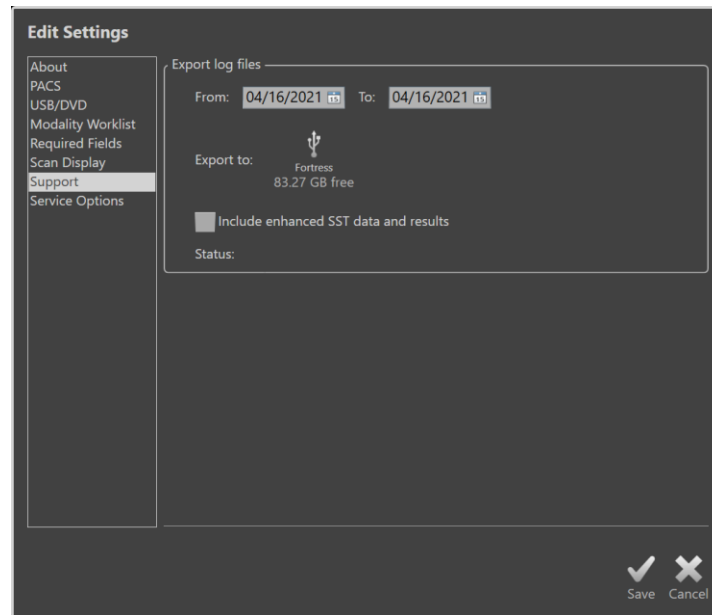 Edit Settings
About
PACS
USB/DVD
Modality Worklist
Required Fields
Scan Display
Support
Service Options
Export log files
From: 04/16/2021 15 To: 04/16/2021 15
Export to:
Fortress
83.27 GB free
Include enhanced SST data and results
Status:
Save Cancel